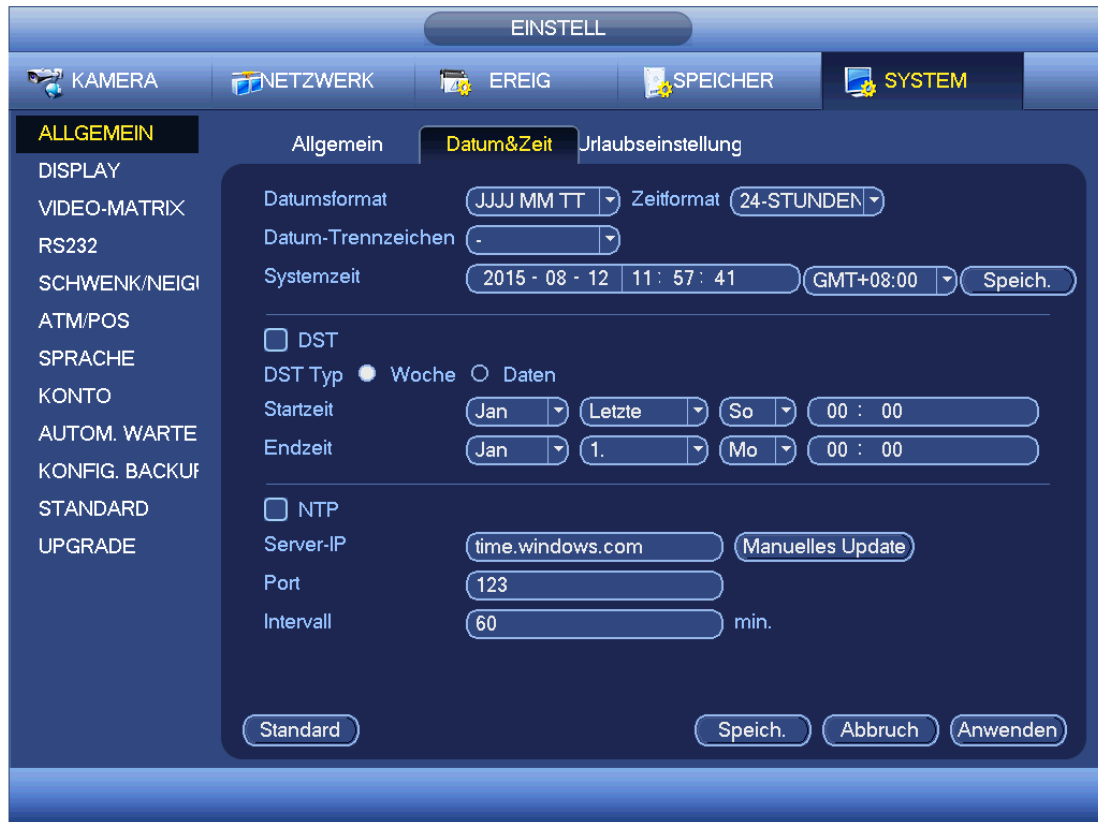 EINSTELL
KAMERA NETZWERK EREIG SPEICHER SYSTEM
ALLGEMEIN
DISPLAY
VIDEO-MATRIX
RS232
SCHWENK/NEIGU
ATM/POS
SPRACHE
KONTO
AUTOM. WARTE
KONFIG. BACKUP
STANDARD
UPGRADE
Allgemein Datum&Zeit Urlaubseinstellung
Datumsformat JJJJ MM TT Zeitformat 24-STUNDEN
Datum-Trennzeichen -
Systemzeit 2015 - 08 - 12 11 : 57 : 41 GMT+08:00 Speich.
DST
DST Typ Woche Daten
Startzeit Jan Letzte So 00 : 00
Endzeit Jan 1. Mo 00 : 00
NTP
Server-IP time.windows.com Manuelles Update
Port 123
Intervall 60 min.
Standard Speich. Abbruch Anwenden